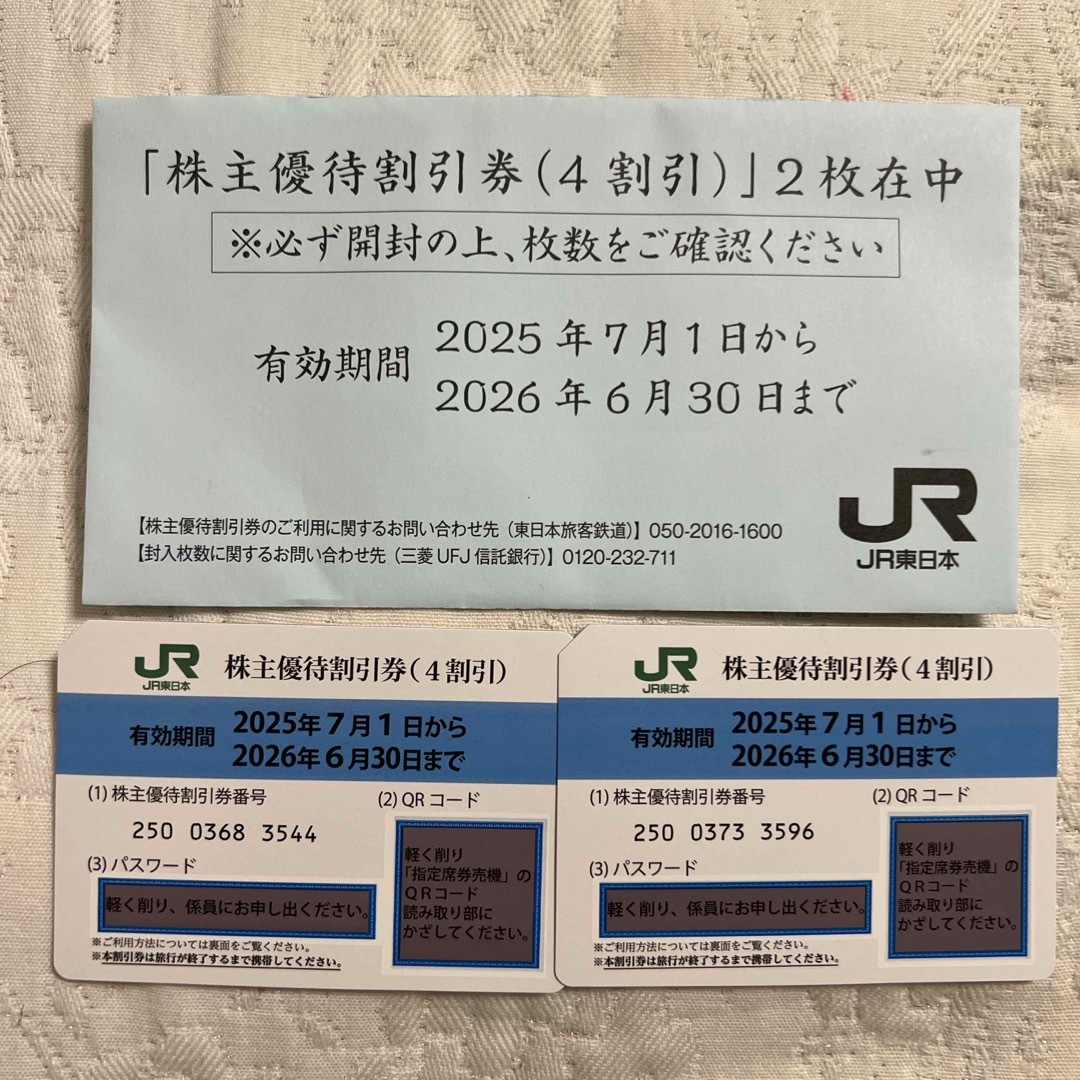 「株主優待割引券(4割引)」2枚在中
※必ず開封の上、枚数をご確認ください
有効期間
2025年7月1日から
2026年6月30日まで
【株主優待割引券のご利用に関するお問い合わせ先(東日本旅客鉄道)】050-2016-1600
【封入枚数に関するお問い合わせ先(三菱UFJ信託銀行)】0120-232-711
JR
JR東日本
JR
JR東日本
株主優待割引券(4割引)
有効期間
2025年7月1日から
2026年6月30日まで
(1) 株主優待割引券番号
250 0368 3544
(2) QRコード
軽く削り
「指定席券売機」の
QRコード
読み取り部に
かざしてください。
(3) パスワード
軽く削り、係員にお申し出ください。
※ご利用方法については裏面をご覧ください。
※本割引券は旅行が終了するまで携帯してください。
JR
JR東日本
株主優待割引券(4割引)
有効期間
2025年7月1日から
2026年6月30日まで
(1) 株主優待割引券番号
250 0373 3596
(2) QRコード
軽く削り
「指定席券売機」の
QRコード
読み取り部に
かざしてください。
(3) パスワード
軽く削り、係員にお申し出ください。
※ご利用方法については裏面をご覧ください。
※本割引券は旅行が終了するまで携帯してください。